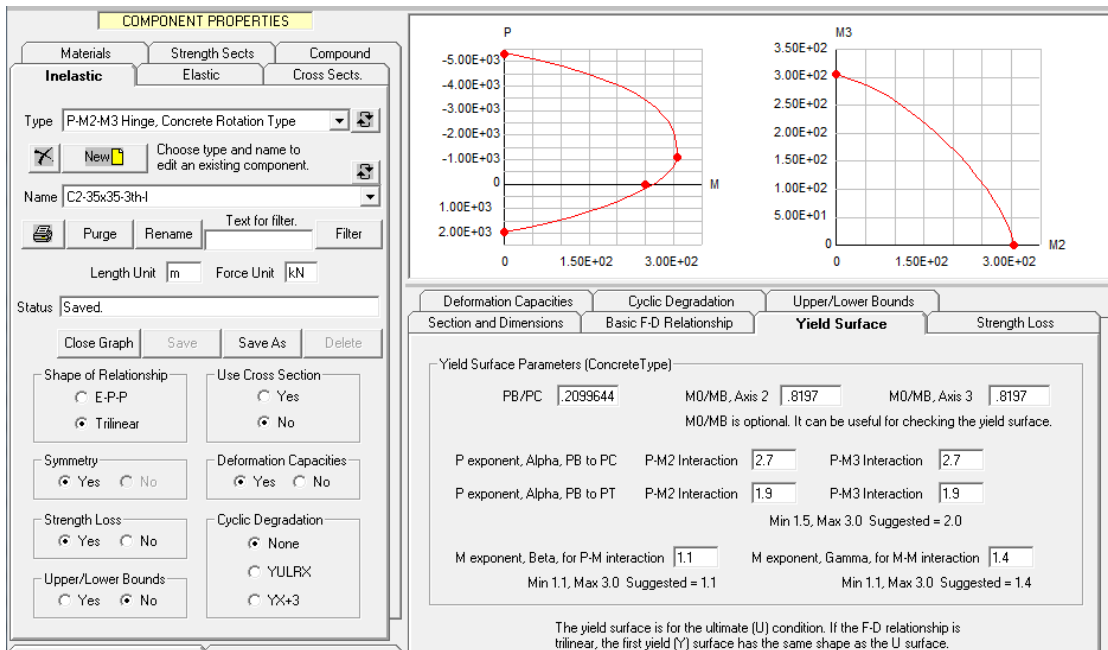 COMPONENT PROPERTIES
Materials
Strength Sects
Compound
Inelastic
Elastic
Cross Sects.
Type
P-M2-M3 Hinge, Concrete Rotation Type
New
Choose type and name to
edit an existing component.
Name
C2-35x35-3th-I
Purge
Rename
Text for filter.
Filter
Length Unit
m
Force Unit
kN
Status
Saved.
Close Graph
Save
Save As
Delete
Shape of Relationship
E-P-P
Trilinear
Use Cross Section
Yes
No
Symmetry
Yes
No
Deformation Capacities
Yes
No
Strength Loss
Yes
No
Cyclic Degradation
None
YULRX
YX+3
Upper/Lower Bounds
Yes
No
P
-5.00E+03
-4.00E+03
-3.00E+03
-2.00E+03
-1.00E+03
0
M
1.00E+03
2.00E+03
0
1.50E+02
3.00E+02
M3
3.50E+02
3.00E+02
2.50E+02
2.00E+02
1.50E+02
1.00E+02
5.00E+01
0
M2
0
1.50E+02
3.00E+02
Deformation Capacities
Cyclic Degradation
Upper/Lower Bounds
Section and Dimensions
Basic F-D Relationship
Yield Surface
Strength Loss
Yield Surface Parameters (ConcreteType)
PB/PC
.2099644
M0/MB, Axis 2
.8197
M0/MB, Axis 3
.8197
M0/MB is optional. It can be useful for checking the yield surface.
P exponent, Alpha, PB to PC
P-M2 Interaction
2.7
P-M3 Interaction
2.7
P exponent, Alpha, PB to PT
P-M2 Interaction
1.9
P-M3 Interaction
1.9
Min 1.5, Max 3.0 Suggested = 2.0
M exponent, Beta, for P-M interaction
1.1
M exponent, Gamma, for M-M interaction
1.4
Min 1.1, Max 3.0 Suggested = 1.1
Min 1.1, Max 3.0 Suggested = 1.4
The yield surface is for the ultimate (U) condition. If the F-D relationship is
trilinear, the first yield (Y) surface has the same shape as the U surface.